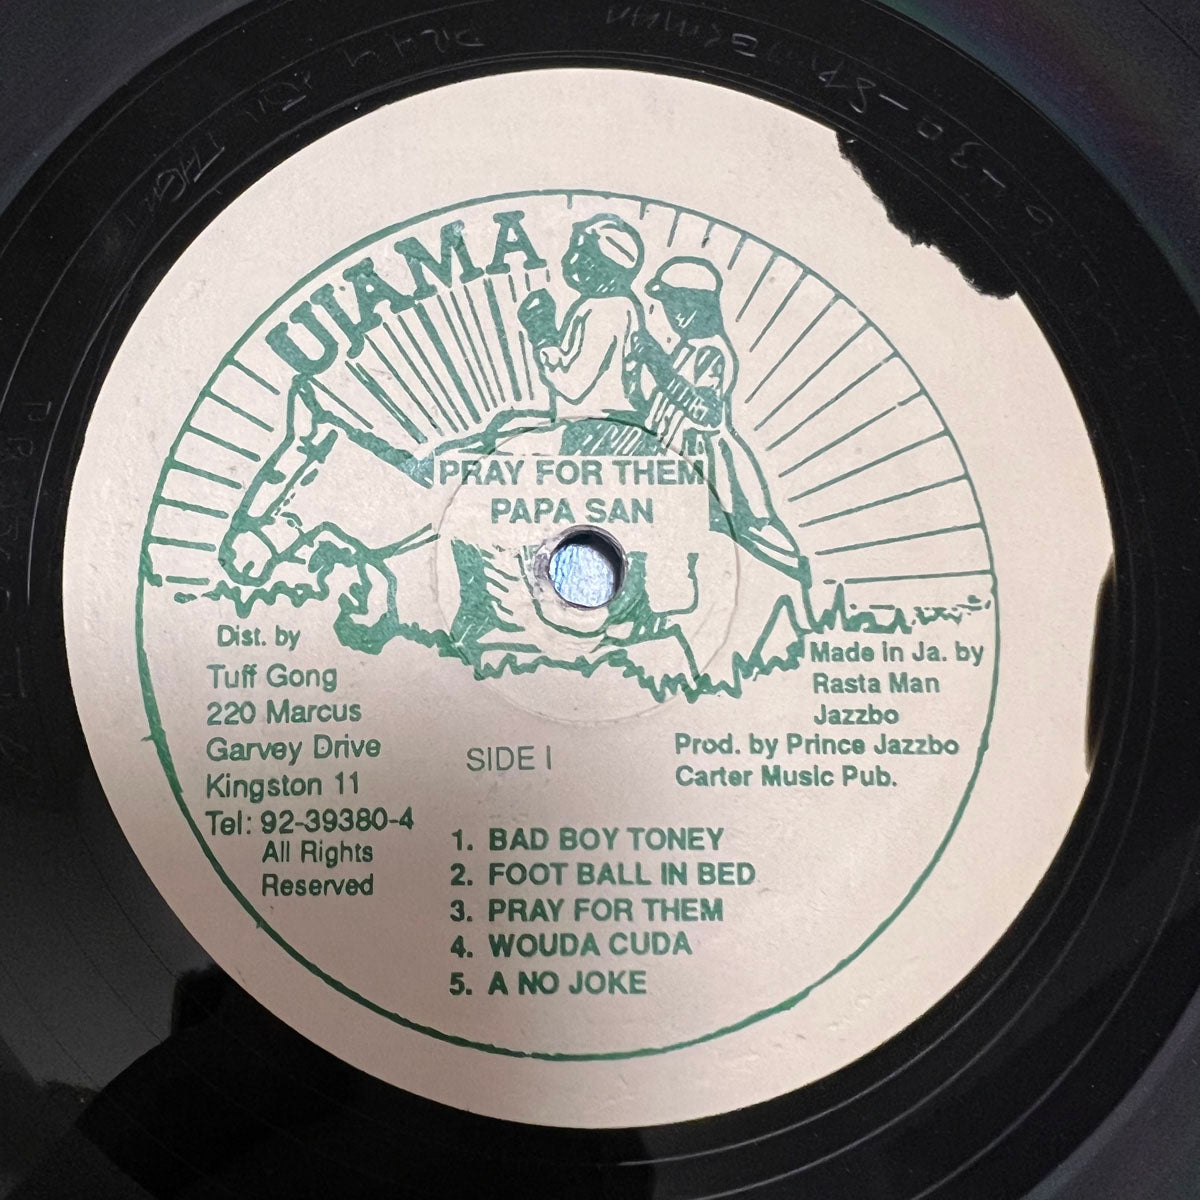 UJAMA
PRAY FOR THEM
PAPA SAN
Dist. by
Tuff Gong
220 Marcus
Garvey Drive
Kingston 11
Tel: 92-39380-4
All Rights
Reserved
SIDE I
Made in Ja. by
Rasta Man
Jazzbo
Prod. by Prince Jazzbo
Carter Music Pub.
1. BAD BOY TONEY
2. FOOT BALL IN BED
3. PRAY FOR THEM
4. WOUDA CUDA
5. A NO JOKE